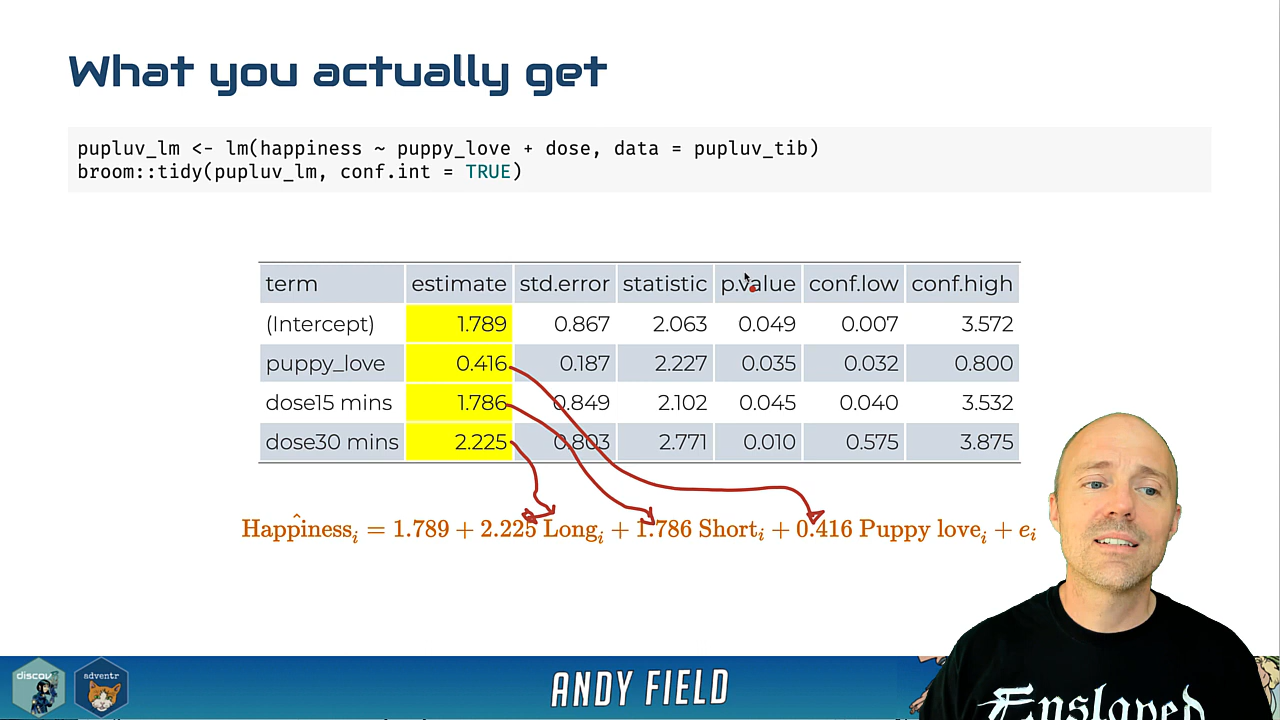 What you actually get
pupluv_lm <- lm(happiness ~ puppy_love + dose, data = pupluv_tib)
broom::tidy(pupluv_lm, conf.int = TRUE)
term estimate std.error statistic p.value conf.low conf.high
(Intercept) 1.789 0.867 2.063 0.049 0.007 3.572
puppy_love 0.416 0.187 2.227 0.035 0.032 0.800
dose15 mins 1.786 0.849 2.102 0.045 0.040 3.532
dose30 mins 2.225 0.803 2.771 0.010 0.575 3.875
Happ̂inessᵢ = 1.789 + 2.225 Longᵢ + 1.786 Shortᵢ + 0.416 Puppy loveᵢ + eᵢ
discov
adventr
ANDY FIELD
Enslaved